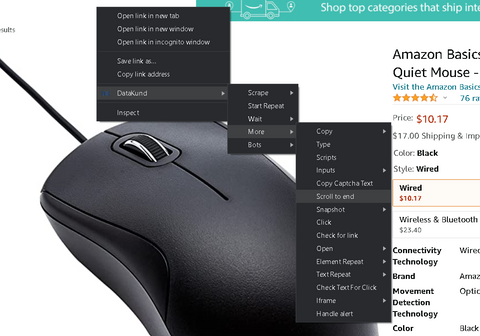 Shop top categories that ship inte
esults
Open link in new tab
Open link in new window
Open link in incognito window
Save link as...
Copy link address
DataKund
Inspect
Scrape
Start Repeat
Wait
More
Bots
Copy
Type
Scripts
Inputs
Copy Captcha Text
Scroll to end
Snapshot
Click
Check for link
Open
Element Repeat
Text Repeat
Check Text For Click
Iframe
Handle alert
Amazon Basics
Quiet Mouse -
Visit the Amazon Basics
76 ra
Price: $10.17
$17.00 Shipping & Imp
Color: Black
Style: Wired
Wired
$10.17
Wireless & Bluetooth
$23.40
Connectivity Wired
Technology
Brand Amaz
Movement Optic
Detection
Technology
Color Black